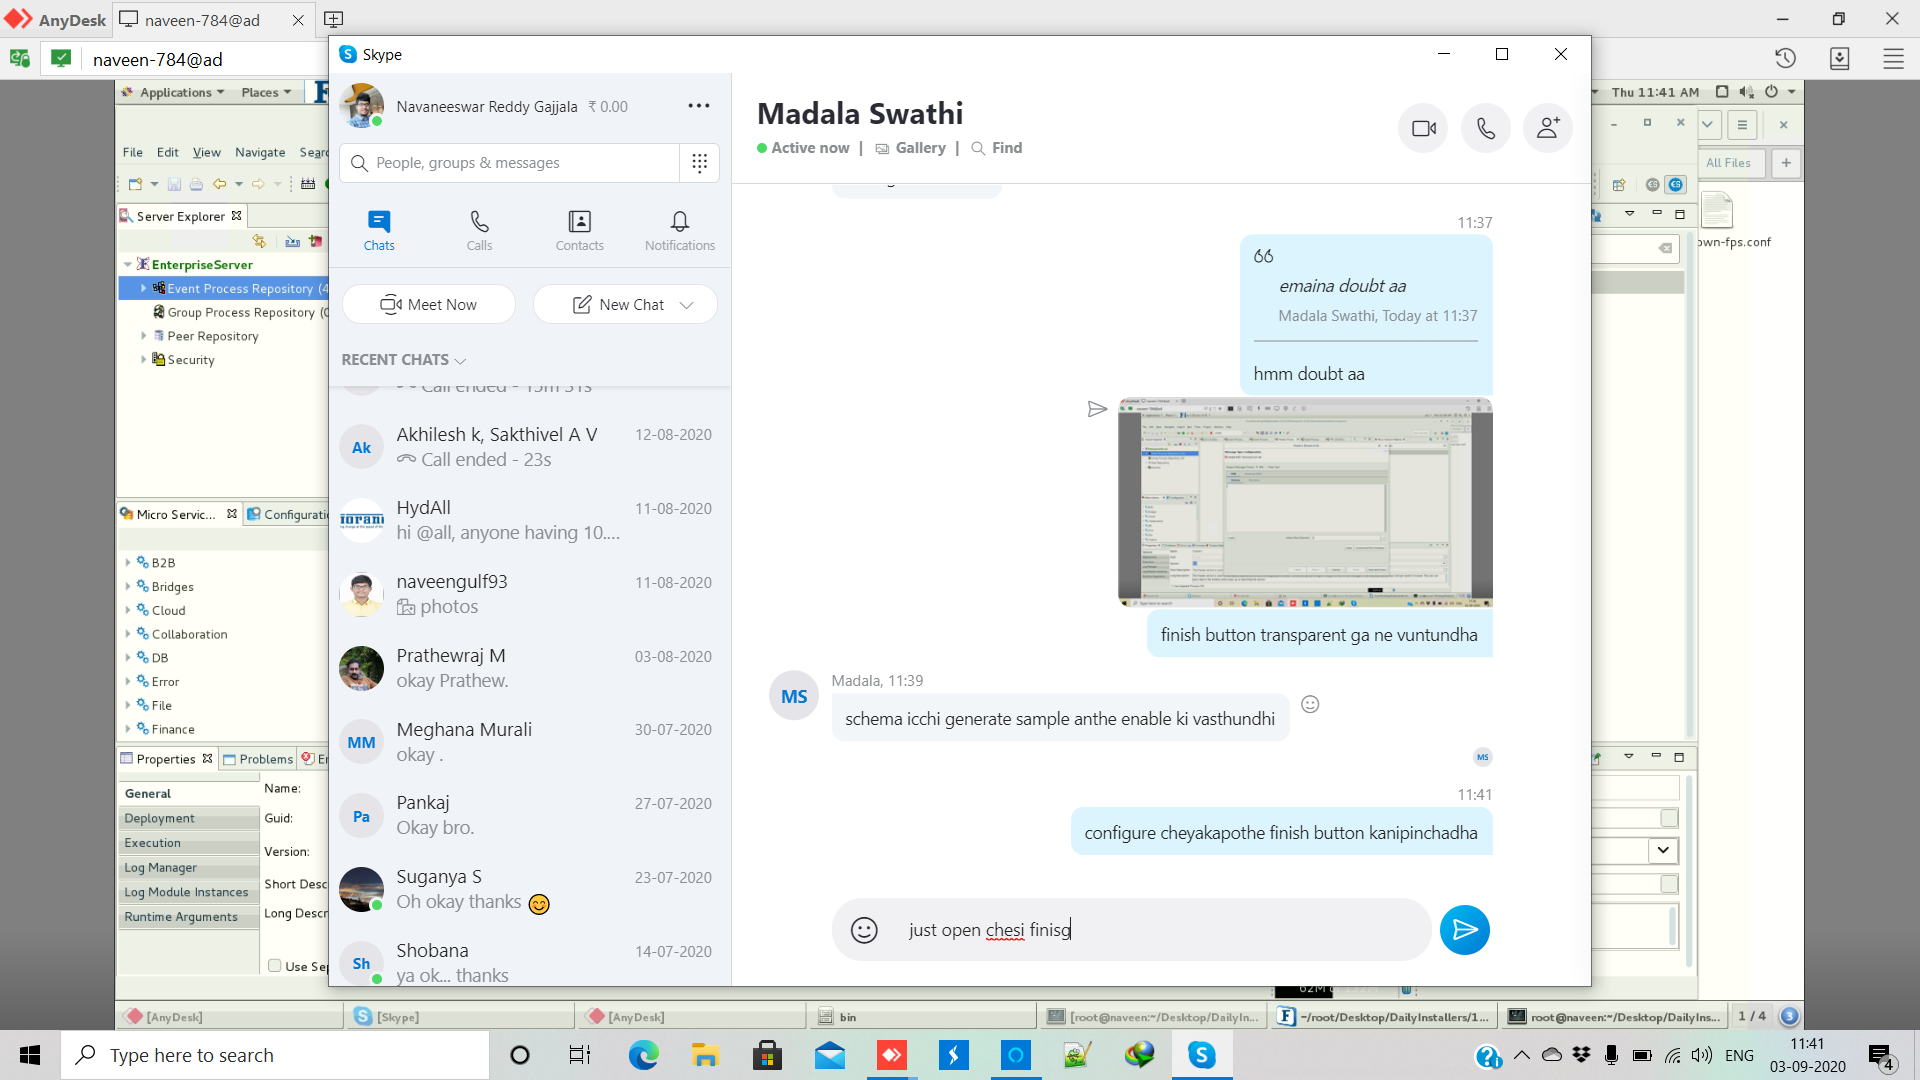 AnyDesk
naveen-784@ad
naveen-784@ad
Applications
Places
Thu 11:41 AM
File
Edit
View
Navigate
Server Explorer
EnterpriseServer
Event Process Repository (4
Group Process Repository (
Peer Repository
Security
Micro Servic...
B2B
Bridges
Cloud
Collaboration
DB
Error
File
Finance
Properties
Problems
General
Deployment
Execution
Log Manager
Log Module Instances
Runtime Arguments
Name:
Guid:
Version:
Short Desc
Long Descr
Use Sep
All Files
own-fps.conf
Skype
Navaneeswar Reddy Gajjala ₹ 0.00
People, groups & messages
Chats
Calls
Contacts
Notifications
Meet Now
New Chat
RECENT CHATS
Call ended - 15m 51s
Ak
Akhilesh k, Sakthivel A V
12-08-2020
Call ended - 23s
HydAll
11-08-2020
hi @all, anyone having 10....
naveengulf93
11-08-2020
photos
Prathewraj M
03-08-2020
okay Prathew.
MM
Meghana Murali
30-07-2020
okay .
Pa
Pankaj
27-07-2020
Okay bro.
Suganya S
23-07-2020
Oh okay thanks 😊
Sh
Shobana
14-07-2020
ya ok... thanks
Madala Swathi
Active now | Gallery | Find
11:37
emaina doubt aa
Madala Swathi, Today at 11:37
hmm doubt aa
finish button transparent ga ne vuntundha
MS
Madala, 11:39
schema icchi generate sample anthe enable ki vasthundhi
MS
11:41
configure cheyakapothe finish button kanipinchadha
just open chesi finisg
[AnyDesk]
[Skype]
[AnyDesk]
bin
[root@naveen:~/Desktop/DailyIn...
~/root/Desktop/DailyInstallers/1...
root@naveen:~/Desktop/DailyIns...
1 / 4
3
Type here to search
ENG
11:41
03-09-2020
4